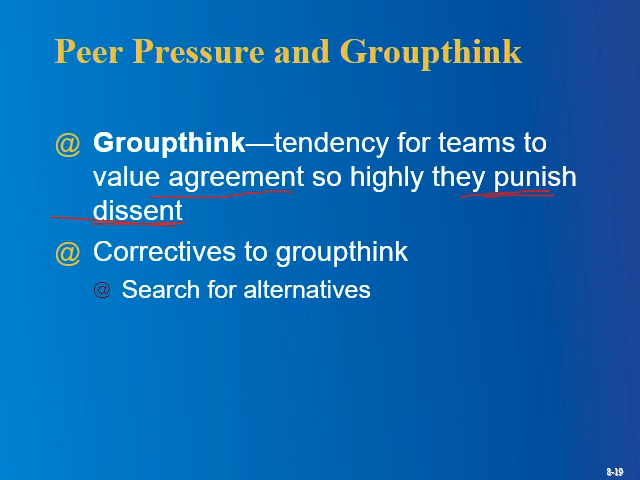 Peer Pressure and Groupthink
@ Groupthink—tendency for teams to
value agreement so highly they punish
dissent
@ Correctives to groupthink
@ Search for alternatives
8-19